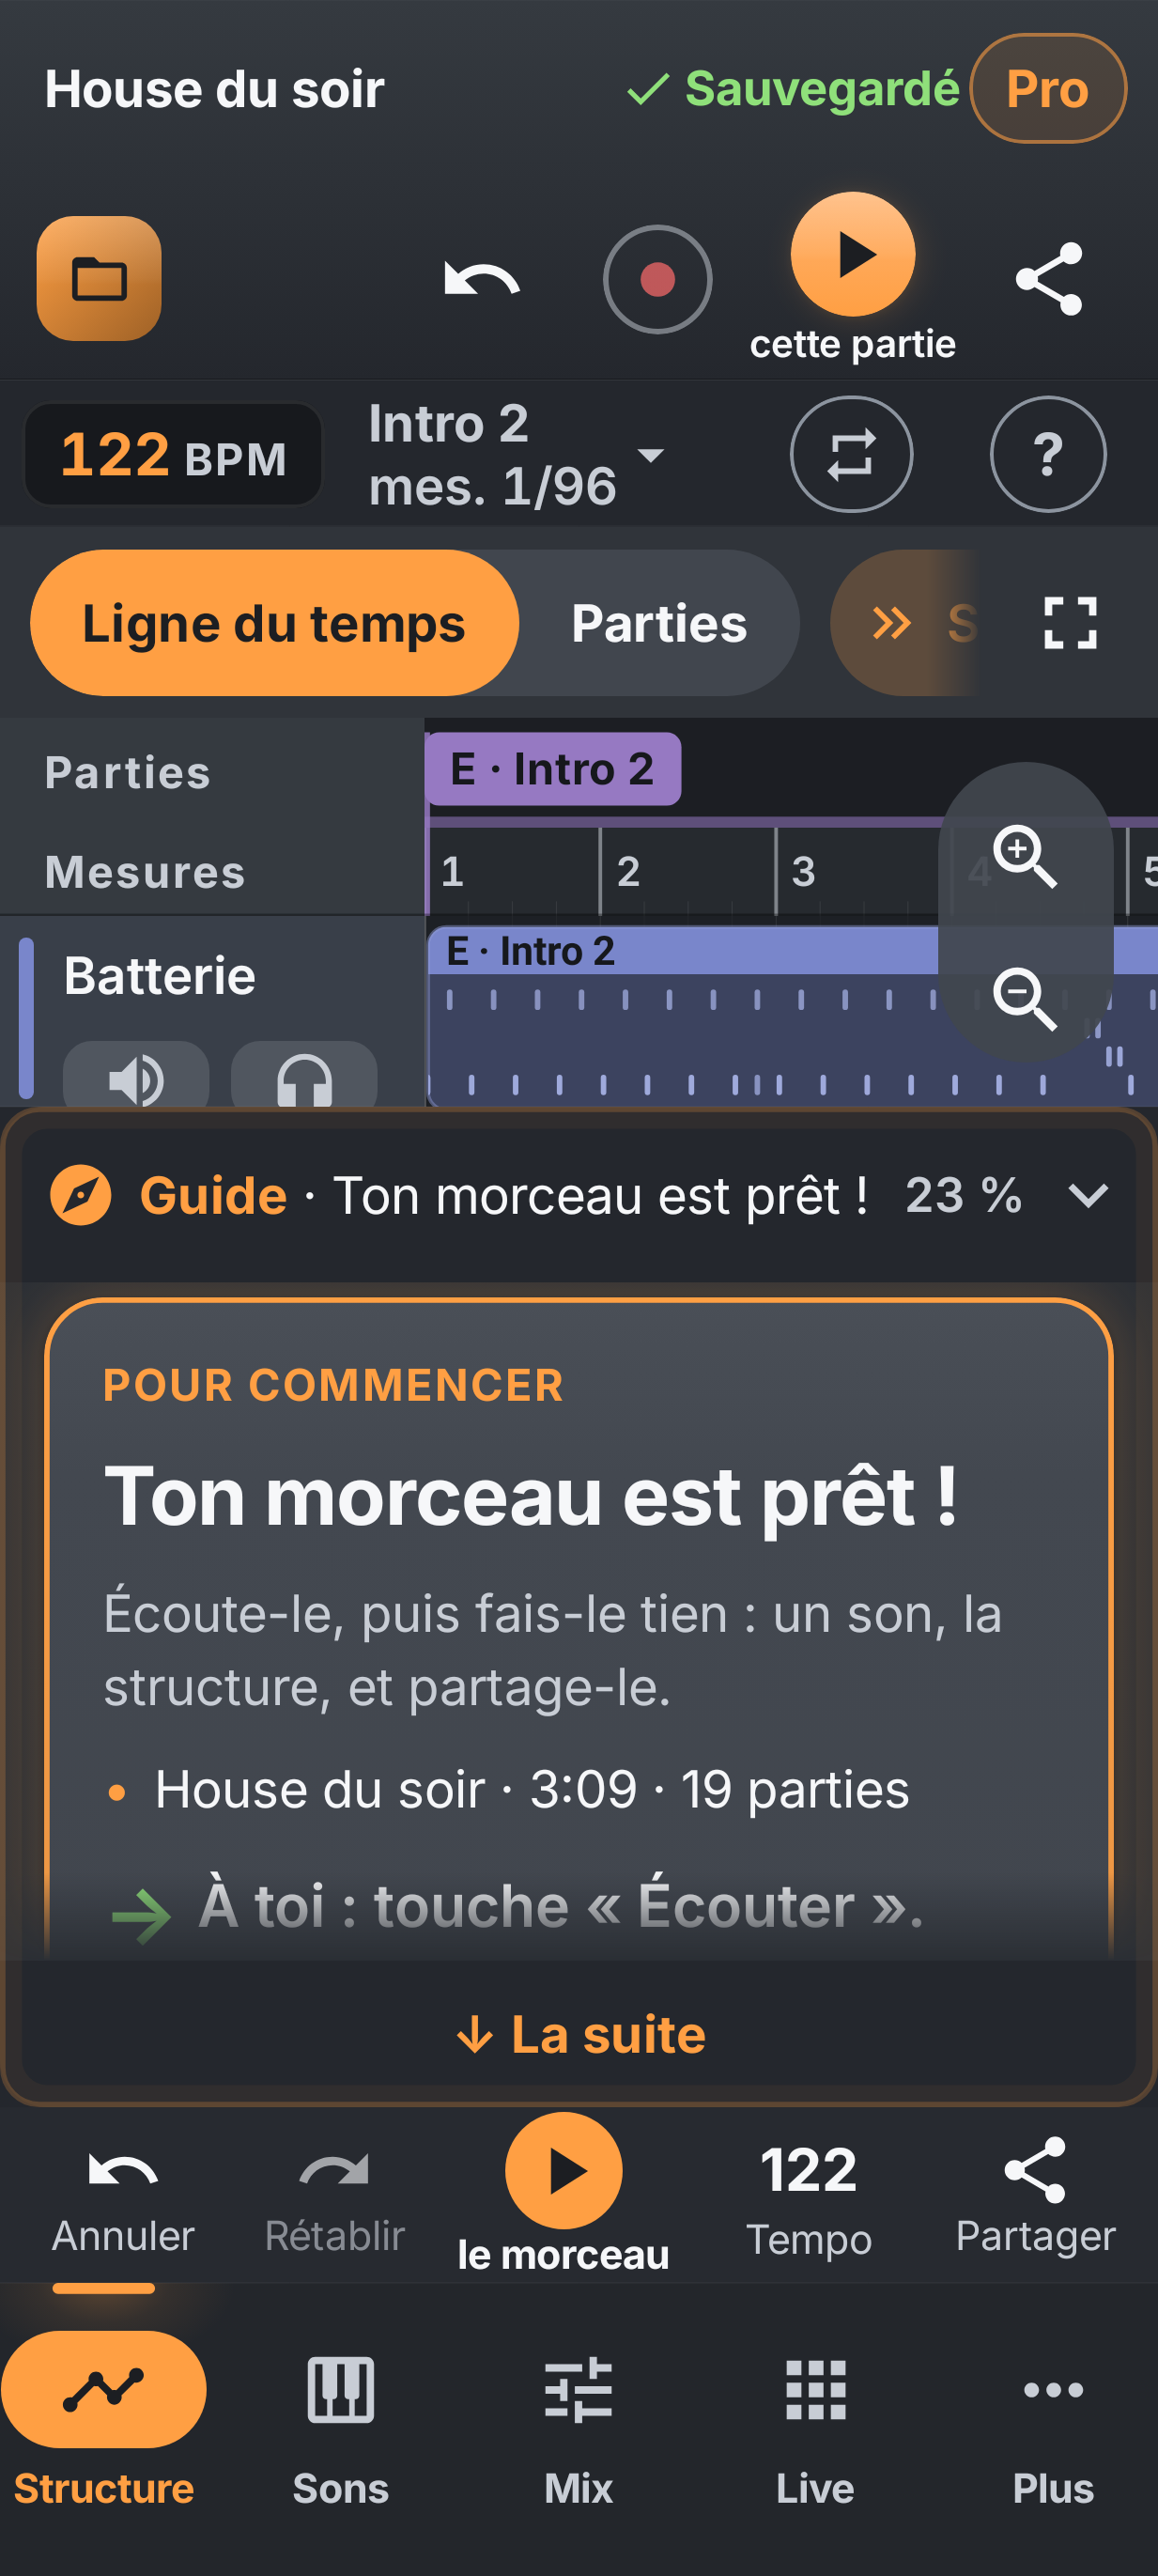 House du soir
Sauvegardé
Pro
cette partie
122 BPM
Intro 2
mes. 1/96
?
Ligne du temps
Parties
S
Parties
E · Intro 2
Mesures
1 2 3 4 5
Batterie
E · Intro 2
Guide · Ton morceau est prêt ! 23 %
POUR COMMENCER
Ton morceau est prêt !
Écoute-le, puis fais-le tien : un son, la
structure, et partage-le.
• House du soir · 3:09 · 19 parties
→ À toi : touche « Écouter ».
↓ La suite
Annuler
Rétablir
le morceau
122
Tempo
Partager
Structure
Sons
Mix
Live
Plus